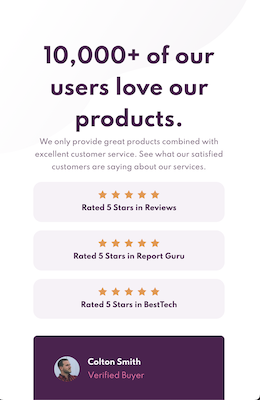 10,000+ of our
users love our
products.
We only provide great products combined with
excellent customer service. See what our satisfied
customers are saying about our services.
Rated 5 Stars in Reviews
Rated 5 Stars in Report Guru
Rated 5 Stars in BestTech
Colton Smith
Verified Buyer